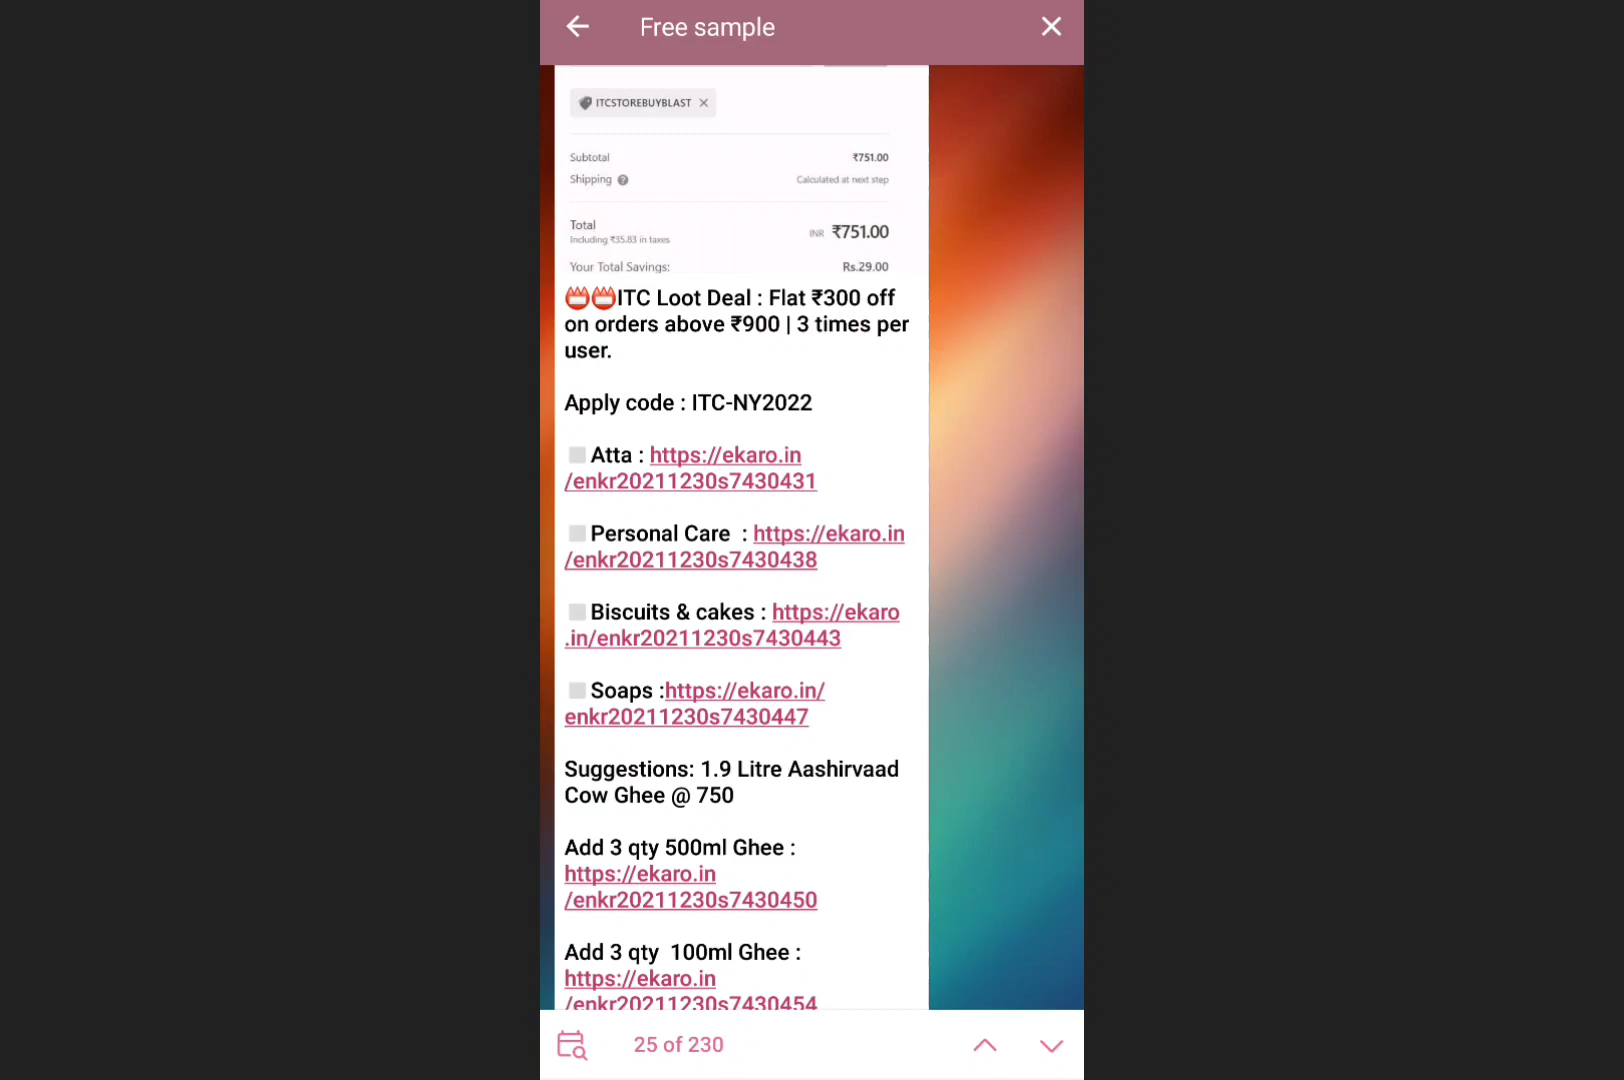 Free sample
ITCSTOREBUYBLAST
Subtotal ₹751.00
Shipping Calculated at next step
Total INR ₹751.00
Including ₹35.83 in taxes
Your Total Savings: Rs.29.00
ITC Loot Deal : Flat ₹300 off
on orders above ₹900 | 3 times per
user.
Apply code : ITC-NY2022
Atta : https://ekaro.in
/enkr20211230s7430431
Personal Care : https://ekaro.in
/enkr20211230s7430438
Biscuits & cakes : https://ekaro
.in/enkr20211230s7430443
Soaps :https://ekaro.in/
enkr20211230s7430447
Suggestions: 1.9 Litre Aashirvaad
Cow Ghee @ 750
Add 3 qty 500ml Ghee :
https://ekaro.in
/enkr20211230s7430450
Add 3 qty 100ml Ghee :
https://ekaro.in
/enkr20211230s7430454
25 of 230